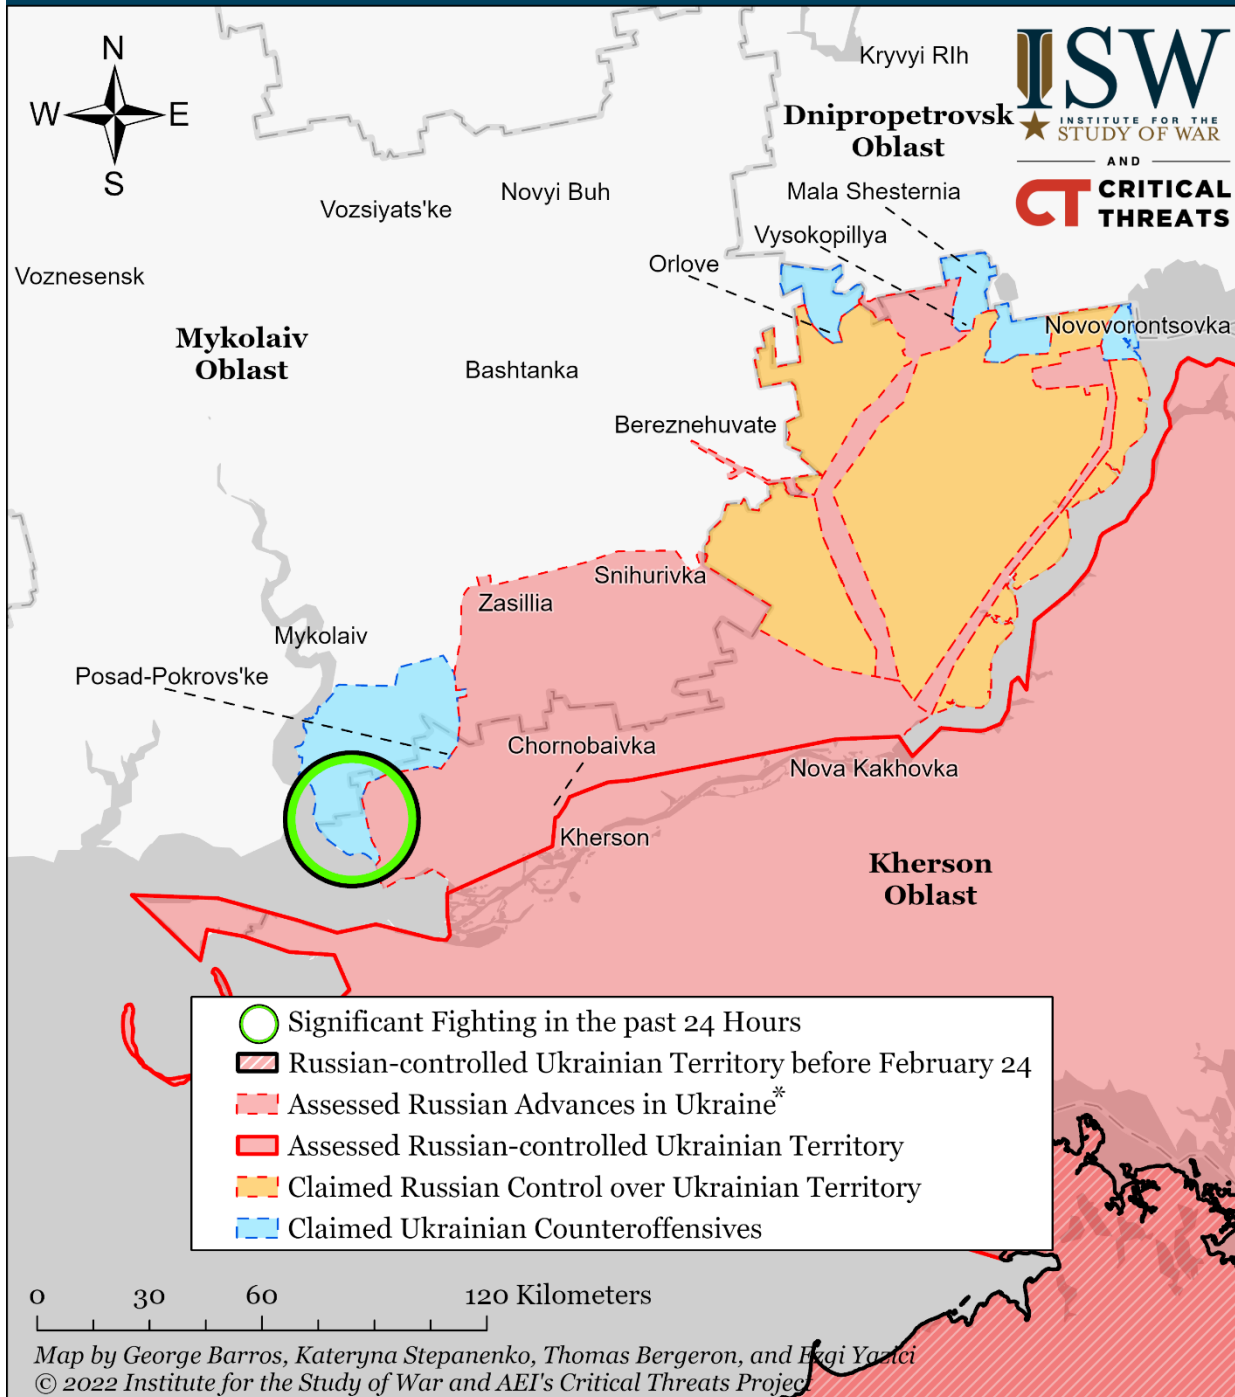 N
W E
S
Kryvyi RIh
ISW
INSTITUTE FOR THE
STUDY OF WAR
AND
CT CRITICAL
THREATS
Dnipropetrovsk
Oblast
Mala Shesternia
Novyi Buh
Vozsiyats'ke
Vysokopillya
Orlove
Voznesensk
Novovorontsovka
Mykolaiv
Oblast
Bashtanka
Bereznehuvate
Snihurivka
Zasillia
Mykolaiv
Posad-Pokrovs'ke
Chornobaivka
Nova Kakhovka
Kherson
Kherson
Oblast
Significant Fighting in the past 24 Hours
Russian-controlled Ukrainian Territory before February 24
Assessed Russian Advances in Ukraine*
Assessed Russian-controlled Ukrainian Territory
Claimed Russian Control over Ukrainian Territory
Claimed Ukrainian Counteroffensives
0 30 60 120 Kilometers
Map by George Barros, Kateryna Stepanenko, Thomas Bergeron, and Ezgi Yazici
© 2022 Institute for the Study of War and AEI's Critical Threats Project